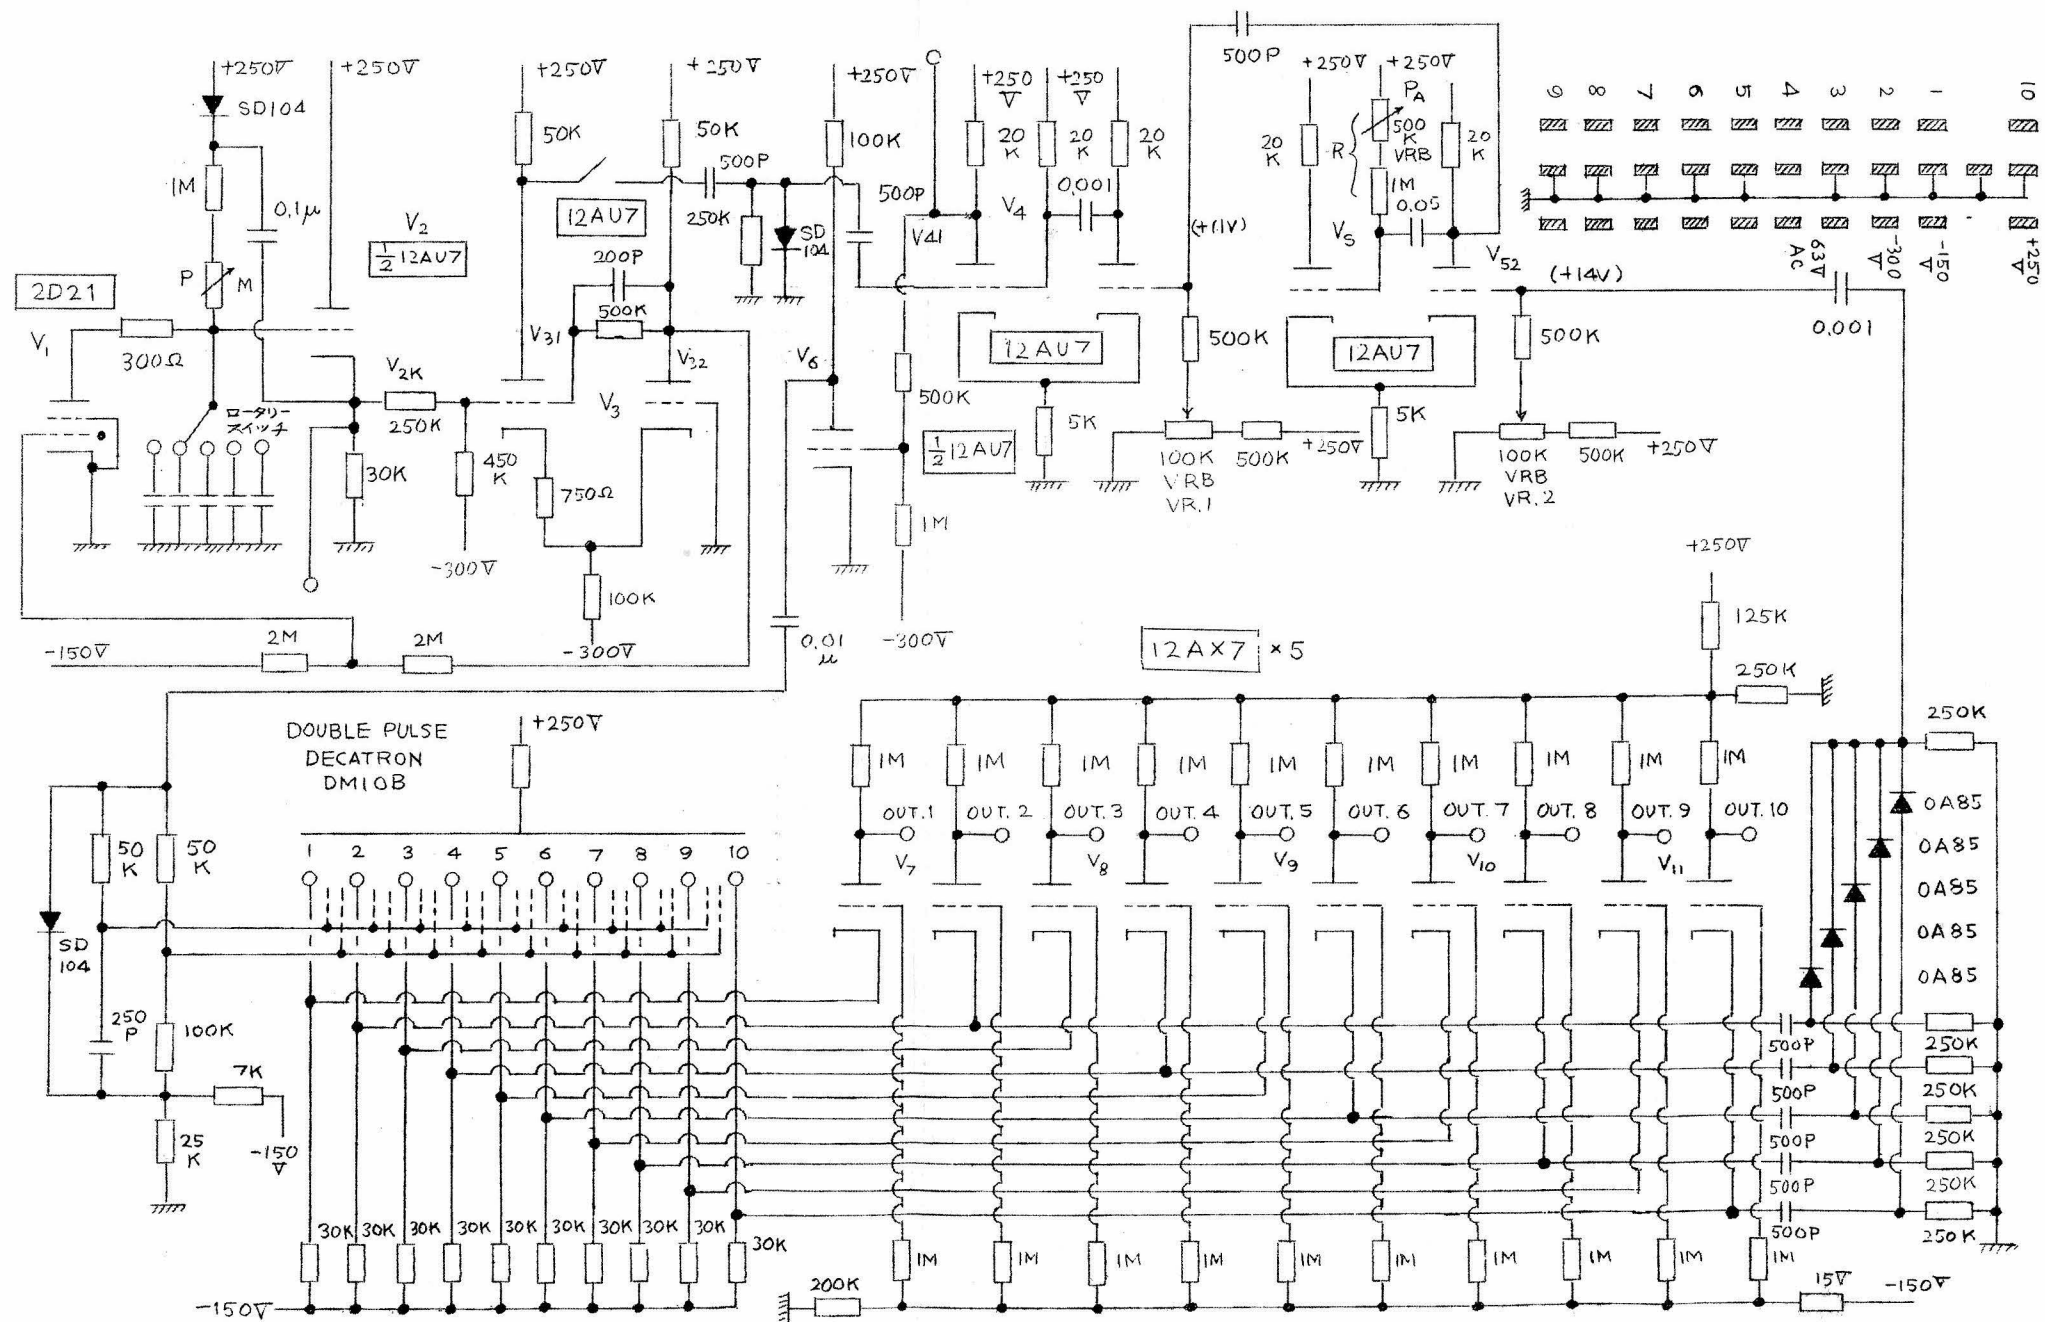 +250V
SD104
1M
0.1μ
P M
2D21
V1
300Ω
+250V
V2
1/2 12AU7
ロータリー
スイッチ
V2K
250K
30K
450
K
-300V
+250V
50K
12AU7
200P
500K
V31
V32
V3
750Ω
100K
-300V
+250V
50K
500P
250K
SD
104
-150V
2M
2M
+250V
100K
500P
V6
1/2 12AU7
0.01
μ
+250
V
20
K
V41
500K
1M
-300V
+250
V
20
K
V4
0.001
20
K
12AU7
5K
500P
(+11V)
500K
100K
VRB
VR.1
500K
+250V
+250V
20
K
R
+250V
PA
500
K
VRB
1M
0.05
20
K
V5
V52
12AU7
5K
(+14V)
500K
100K
VRB
VR.2
500K
+250V
0.001
9
8
7
6
5
4
3
2
1
10
6.3V
AC
-300
V
-150
V
+250
V
12AX7 ×5
+250V
125K
250K
DOUBLE PULSE
DECATRON
DM10B
+250V
50
K
50
K
SD
104
250
P
100K
7K
-150
V
25
K
1 2 3 4 5 6 7 8 9 10
1M 1M 1M 1M 1M 1M 1M 1M 1M 1M
OUT.1 OUT.2 OUT.3 OUT.4 OUT.5 OUT.6 OUT.7 OUT.8 OUT.9 OUT.10
V7 V8 V9 V10 V11
250K
0A85
0A85
0A85
0A85
0A85
500P 250K
500P 250K
500P 250K
500P 250K
500P 250K
30K 30K 30K 30K 30K 30K 30K 30K 30K 30K
-150V
200K
1M 1M 1M 1M 1M 1M 1M 1M 1M 1M
15V
-150V